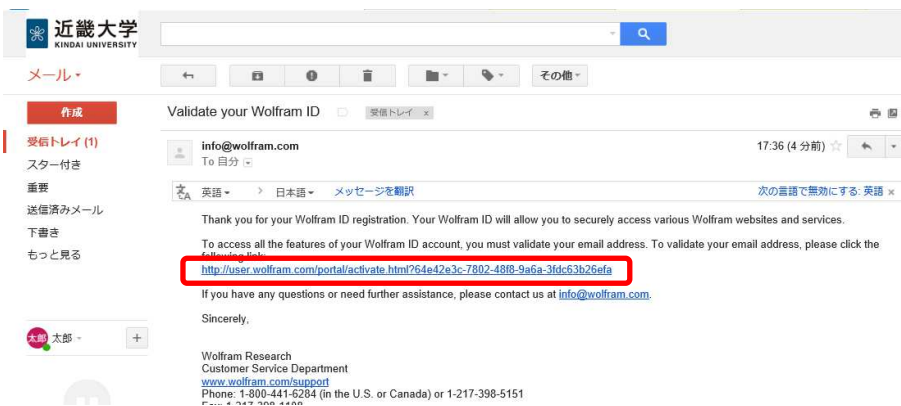 近畿大学
KINDAI UNIVERSITY
メール
その他
作成
受信トレイ (1)
スター付き
重要
送信済みメール
下書き
もっと見る
太郎 太郎
+
Validate your Wolfram ID 受信トレイ x
info@wolfram.com 17:36 (4 分前)
To 自分
英語 > 日本語 メッセージを翻訳 次の言語で無効にする: 英語 x
Thank you for your Wolfram ID registration. Your Wolfram ID will allow you to securely access various Wolfram websites and services.
To access all the features of your Wolfram ID account, you must validate your email address. To validate your email address, please click the
following link:
http://user.wolfram.com/portal/activate.html?64e42e3c-7802-48f8-9a6a-3fdc63b26efa
If you have any questions or need further assistance, please contact us at info@wolfram.com.
Sincerely,
Wolfram Research
Customer Service Department
www.wolfram.com/support
Phone: 1-800-441-6284 (in the U.S. or Canada) or 1-217-398-5151